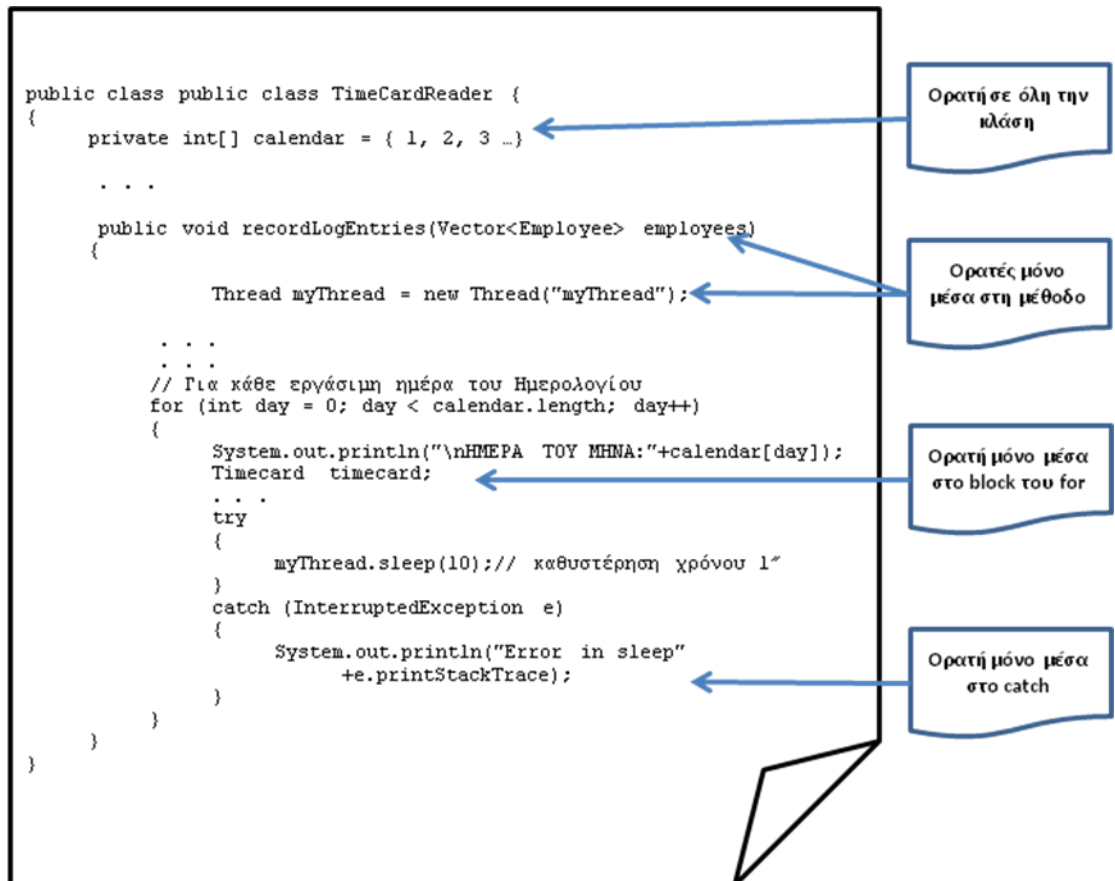 public class public class TimeCardReader {
{
private int[] calendar = { 1, 2, 3 …}
. . .
public void recordLogEntries(Vector<Employee> employees)
{
Thread myThread = new Thread("myThread");
. . .
. . .
// Για κάθε εργάσιμη ημέρα του Ημερολογίου
for (int day = 0; day < calendar.length; day++)
{
System.out.println("\nΗΜΕΡΑ ΤΟΥ ΜΗΝΑ:"+calendar[day]);
Timecard timecard;
. . .
try
{
myThread.sleep(10);// καθυστέρηση χρόνου 1″
}
catch (InterruptedException e)
{
System.out.println("Error in sleep"
+e.printStackTrace);
}
}
}
}
Ορατή σε όλη την
κλάση
Ορατές μόνο
μέσα στη μέθοδο
Ορατή μόνο μέσα
στο block του for
Ορατή μόνο μέσα
στο catch